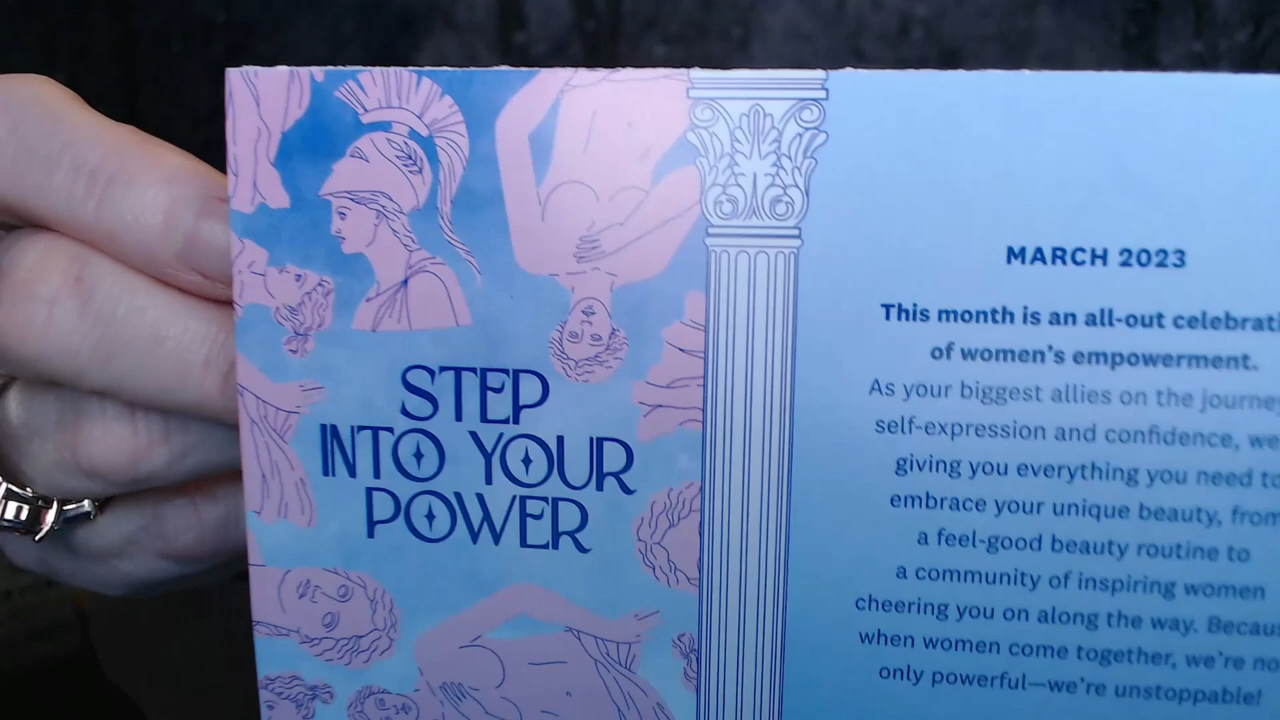 STEP
INTO YOUR
POWER
MARCH 2023
This month is an all-out celebrati
of women's empowerment.
As your biggest allies on the journe
self-expression and confidence, we
giving you everything you need to
embrace your unique beauty, from
a feel-good beauty routine to
a community of inspiring women
cheering you on along the way. Becau
when women come together, we're no
only powerful—we're unstoppable!